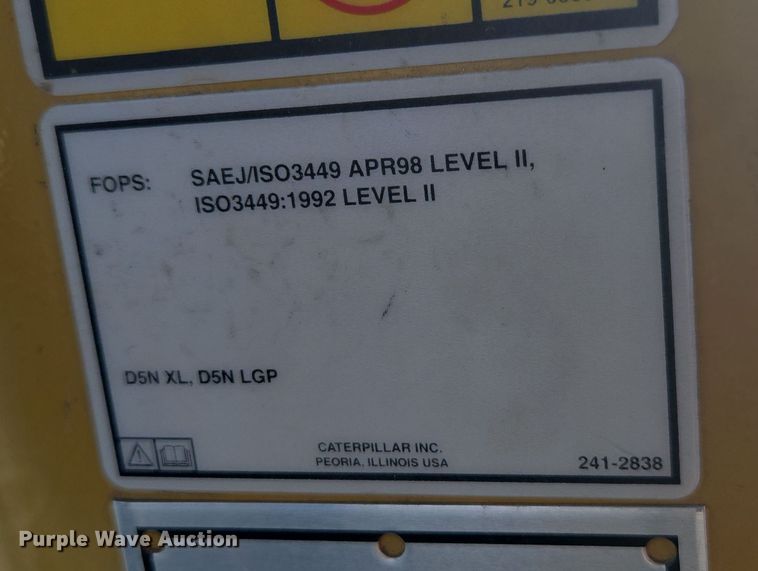 FOPS: SAEJ/ISO3449 APR98 LEVEL II,
ISO3449:1992 LEVEL II
D5N XL, D5N LGP
CATERPILLAR INC.
PEORIA, ILLINOIS USA
241-2838
Purple Wave Auction